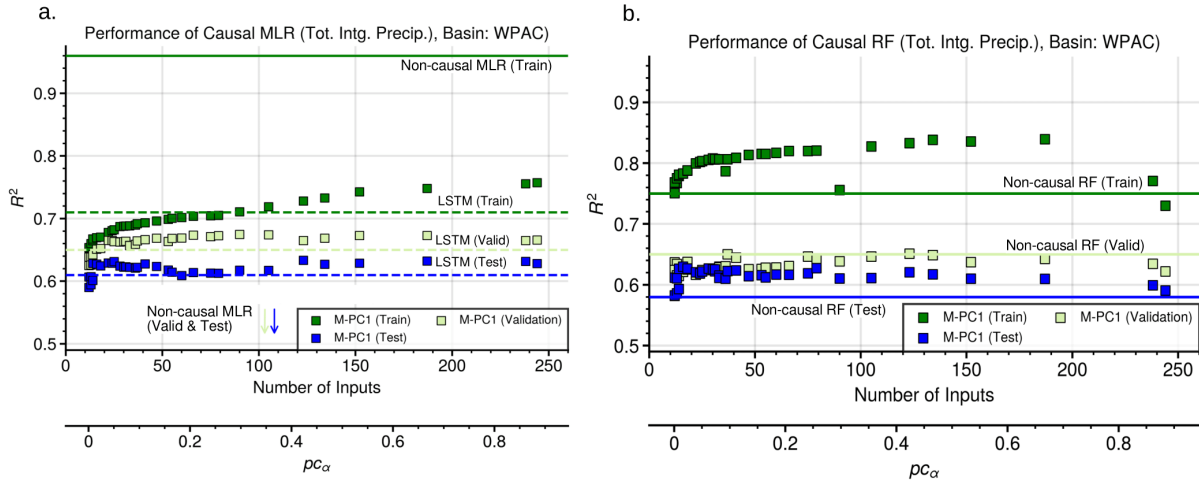 a.
Performance of Causal MLR (Tot. Intg. Precip.), Basin: WPAC)
Non-causal MLR (Train)
LSTM (Train)
LSTM (Valid)
LSTM (Test)
Non-causal MLR
(Valid & Test)
M-PC1 (Train)
M-PC1 (Validation)
M-PC1 (Test)
R²
0.9
0.8
0.7
0.6
0.5
0 50 100 150 200 250
Number of Inputs
0 0.2 0.4 0.6 0.8
pcα
b.
Performance of Causal RF (Tot. Intg. Precip.), Basin: WPAC)
Non-causal RF (Train)
Non-causal RF (Valid)
Non-causal RF (Test)
M-PC1 (Train)
M-PC1 (Validation)
M-PC1 (Test)
R²
0.9
0.8
0.7
0.6
0.5
0 50 100 150 200 250
Number of Inputs
0 0.2 0.4 0.6 0.8
pcα